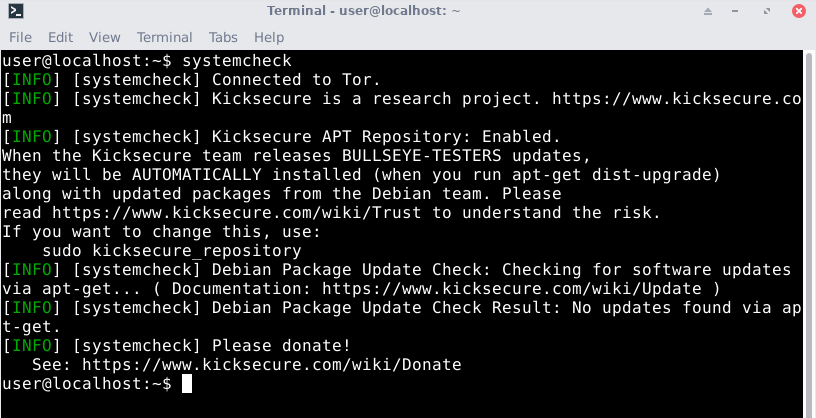 Terminal - user@localhost: ~
File Edit View Terminal Tabs Help
user@localhost:~$ systemcheck
[INFO] [systemcheck] Connected to Tor.
[INFO] [systemcheck] Kicksecure is a research project. https://www.kicksecure.co
m
[INFO] [systemcheck] Kicksecure APT Repository: Enabled.
When the Kicksecure team releases BULLSEYE-TESTERS updates,
they will be AUTOMATICALLY installed (when you run apt-get dist-upgrade)
along with updated packages from the Debian team. Please
read https://www.kicksecure.com/wiki/Trust to understand the risk.
If you want to change this, use:
    sudo kicksecure_repository
[INFO] [systemcheck] Debian Package Update Check: Checking for software updates
via apt-get... ( Documentation: https://www.kicksecure.com/wiki/Update )
[INFO] [systemcheck] Debian Package Update Check Result: No updates found via ap
t-get.
[INFO] [systemcheck] Please donate!
   See: https://www.kicksecure.com/wiki/Donate
user@localhost:~$